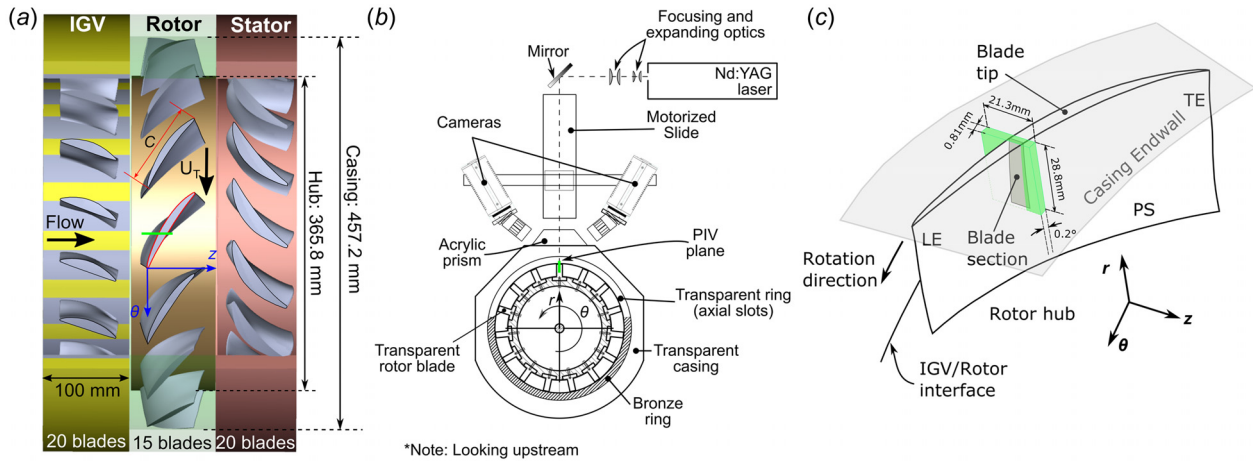 (a)
IGV
Rotor
Stator
C
U_T
Flow
z
θ
100 mm
Hub: 365.8 mm
Casing: 457.2 mm
20 blades
15 blades
20 blades
(b)
Focusing and
expanding optics
Mirror
Nd:YAG
laser
Cameras
Motorized
Slide
Acrylic
prism
PIV
plane
r
θ
Transparent ring
(axial slots)
Transparent
rotor blade
Transparent
casing
Bronze
ring
*Note: Looking upstream
(c)
Blade
tip
TE
21.3mm
0.81mm
28.8mm
Casing Endwall
LE
Blade
section
PS
0.2°
Rotation
direction
Rotor hub
r
z
θ
IGV/Rotor
interface